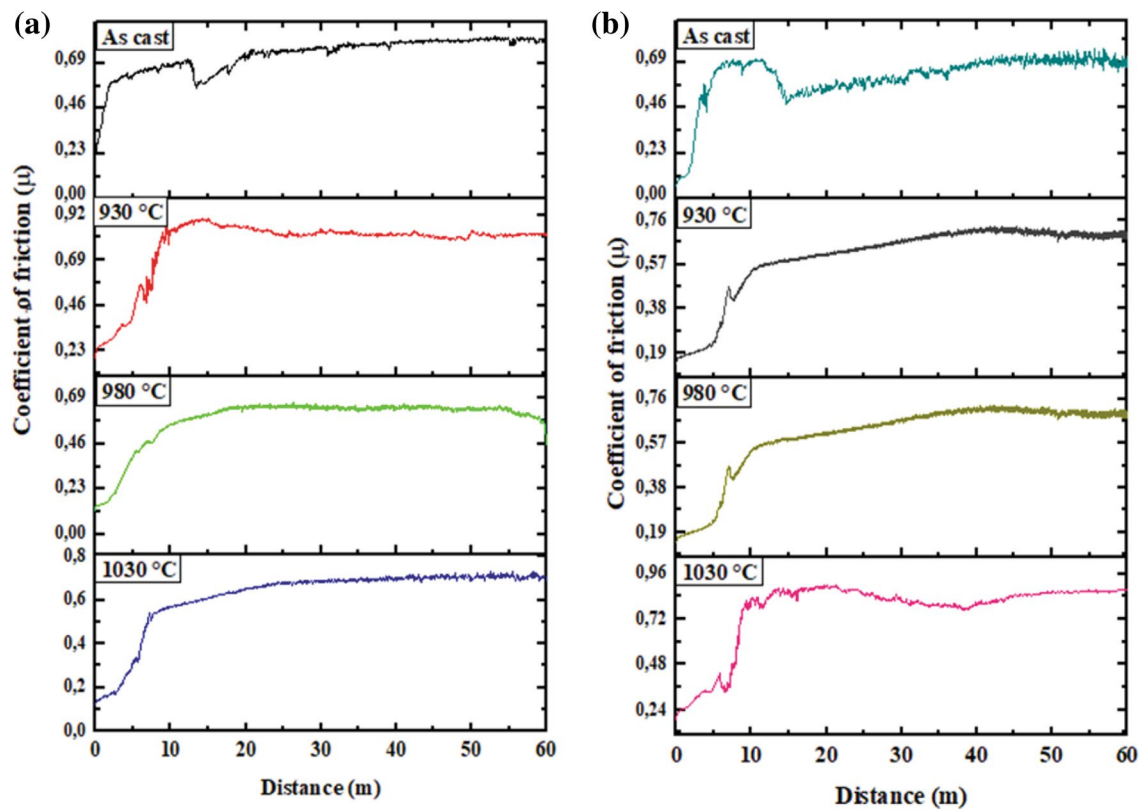 (a)
As cast
0,69
0,46
0,23
0,00
930 °C
0,92
0,69
0,46
0,23
980 °C
0,69
0,46
0,23
0,00
1030 °C
0,8
0,6
0,4
0,2
0,0
0 10 20 30 40 50 60
Distance (m)
Coefficient of friction (μ)
(b)
As cast
0,69
0,46
0,23
0,00
930 °C
0,76
0,57
0,38
0,19
980 °C
0,76
0,57
0,38
0,19
1030 °C
0,96
0,72
0,48
0,24
0 10 20 30 40 50 60
Distance (m)
Coefficient of friction (μ)